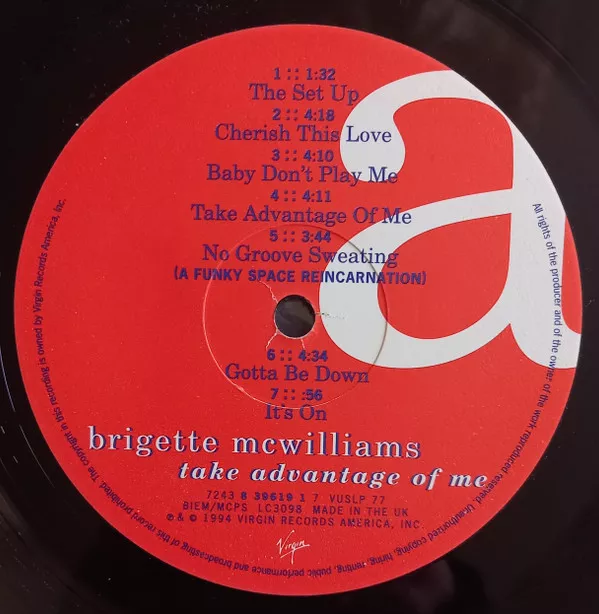 1 :: 1:32
The Set Up
2 :: 4:18
Cherish This Love
3 :: 4:10
Baby Don't Play Me
4 :: 4:11
Take Advantage Of Me
5 :: 3:44
No Groove Sweating
(A FUNKY SPACE REINCARNATION)
a
6 :: 4:34
Gotta Be Down
7 :: :56
It's On
brigette mcwilliams
take advantage of me
7243 8 39619 1 7 VUSLP 77
BIEM/MCPS LC3098 MADE IN THE UK
℗ & © 1994 VIRGIN RECORDS AMERICA, INC.
Virgin
All rights of the producer and of the owner of the work reproduced reserved. Unauthorized copying, hiring, renting, public performance and broadcasting of this record prohibited. The copyright in this recording is owned by Virgin Records America, Inc.